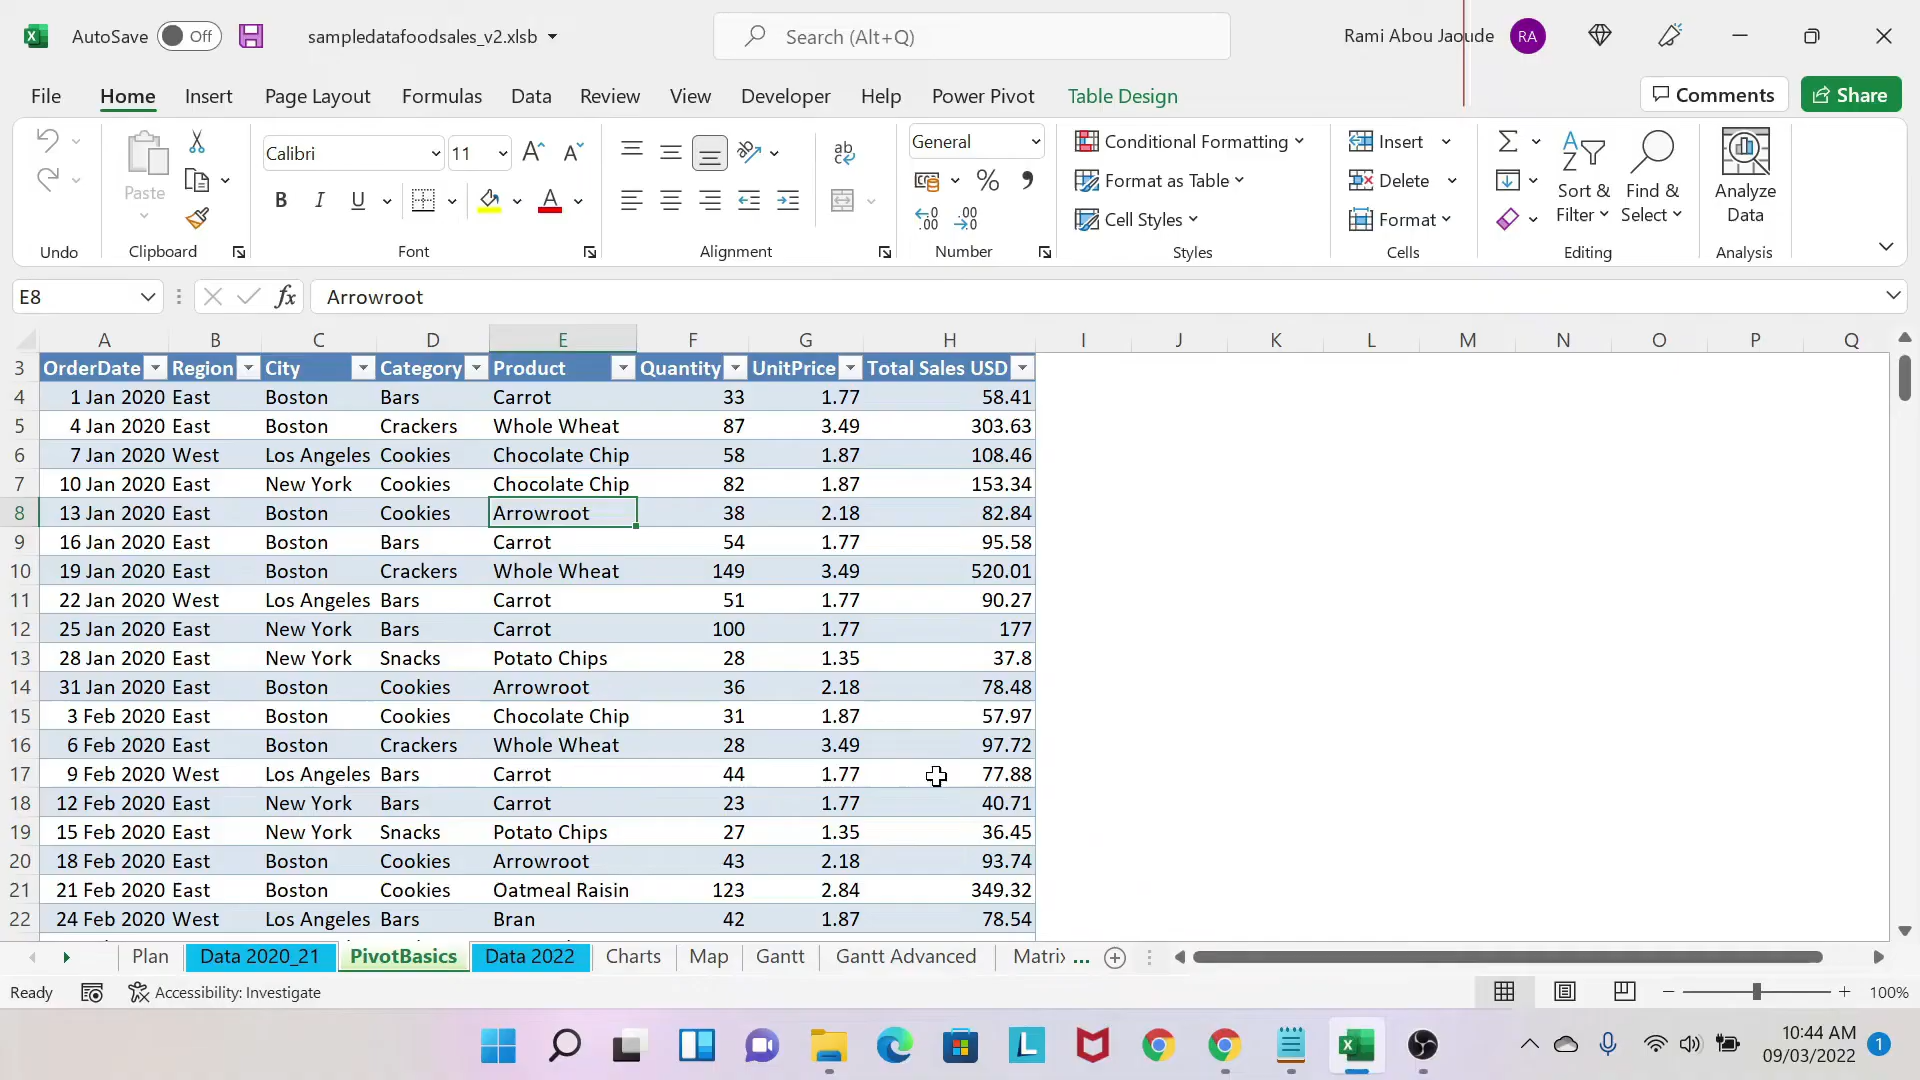 AutoSave Off sampledatafoodsales_v2.xlsb Search (Alt+Q) Rami Abou Jaoude RA
File Home Insert Page Layout Formulas Data Review View Developer Help Power Pivot Table Design Comments Share
Calibri 11 ab General Conditional Formatting Insert
Paste Format as Table Delete Sort & Filter Find & Select Analyze Data
B I U Cell Styles Format
Undo Clipboard Font Alignment Number Styles Cells Editing Analysis
E8 fx Arrowroot
A B C D E F G H I J K L M N O P Q
3 OrderDate Region City Category Product Quantity UnitPrice Total Sales USD
4 1 Jan 2020 East Boston Bars Carrot 33 1.77 58.41
5 4 Jan 2020 East Boston Crackers Whole Wheat 87 3.49 303.63
6 7 Jan 2020 West Los Angeles Cookies Chocolate Chip 58 1.87 108.46
7 10 Jan 2020 East New York Cookies Chocolate Chip 82 1.87 153.34
8 13 Jan 2020 East Boston Cookies Arrowroot 38 2.18 82.84
9 16 Jan 2020 East Boston Bars Carrot 54 1.77 95.58
10 19 Jan 2020 East Boston Crackers Whole Wheat 149 3.49 520.01
11 22 Jan 2020 West Los Angeles Bars Carrot 51 1.77 90.27
12 25 Jan 2020 East New York Bars Carrot 100 1.77 177
13 28 Jan 2020 East New York Snacks Potato Chips 28 1.35 37.8
14 31 Jan 2020 East Boston Cookies Arrowroot 36 2.18 78.48
15 3 Feb 2020 East Boston Cookies Chocolate Chip 31 1.87 57.97
16 6 Feb 2020 East Boston Crackers Whole Wheat 28 3.49 97.72
17 9 Feb 2020 West Los Angeles Bars Carrot 44 1.77 77.88
18 12 Feb 2020 East New York Bars Carrot 23 1.77 40.71
19 15 Feb 2020 East New York Snacks Potato Chips 27 1.35 36.45
20 18 Feb 2020 East Boston Cookies Arrowroot 43 2.18 93.74
21 21 Feb 2020 East Boston Cookies Oatmeal Raisin 123 2.84 349.32
22 24 Feb 2020 West Los Angeles Bars Bran 42 1.87 78.54
Plan Data 2020_21 PivotBasics Data 2022 Charts Map Gantt Gantt Advanced Matrix ...
Ready Accessibility: Investigate 100%
10:44 AM
09/03/2022 1